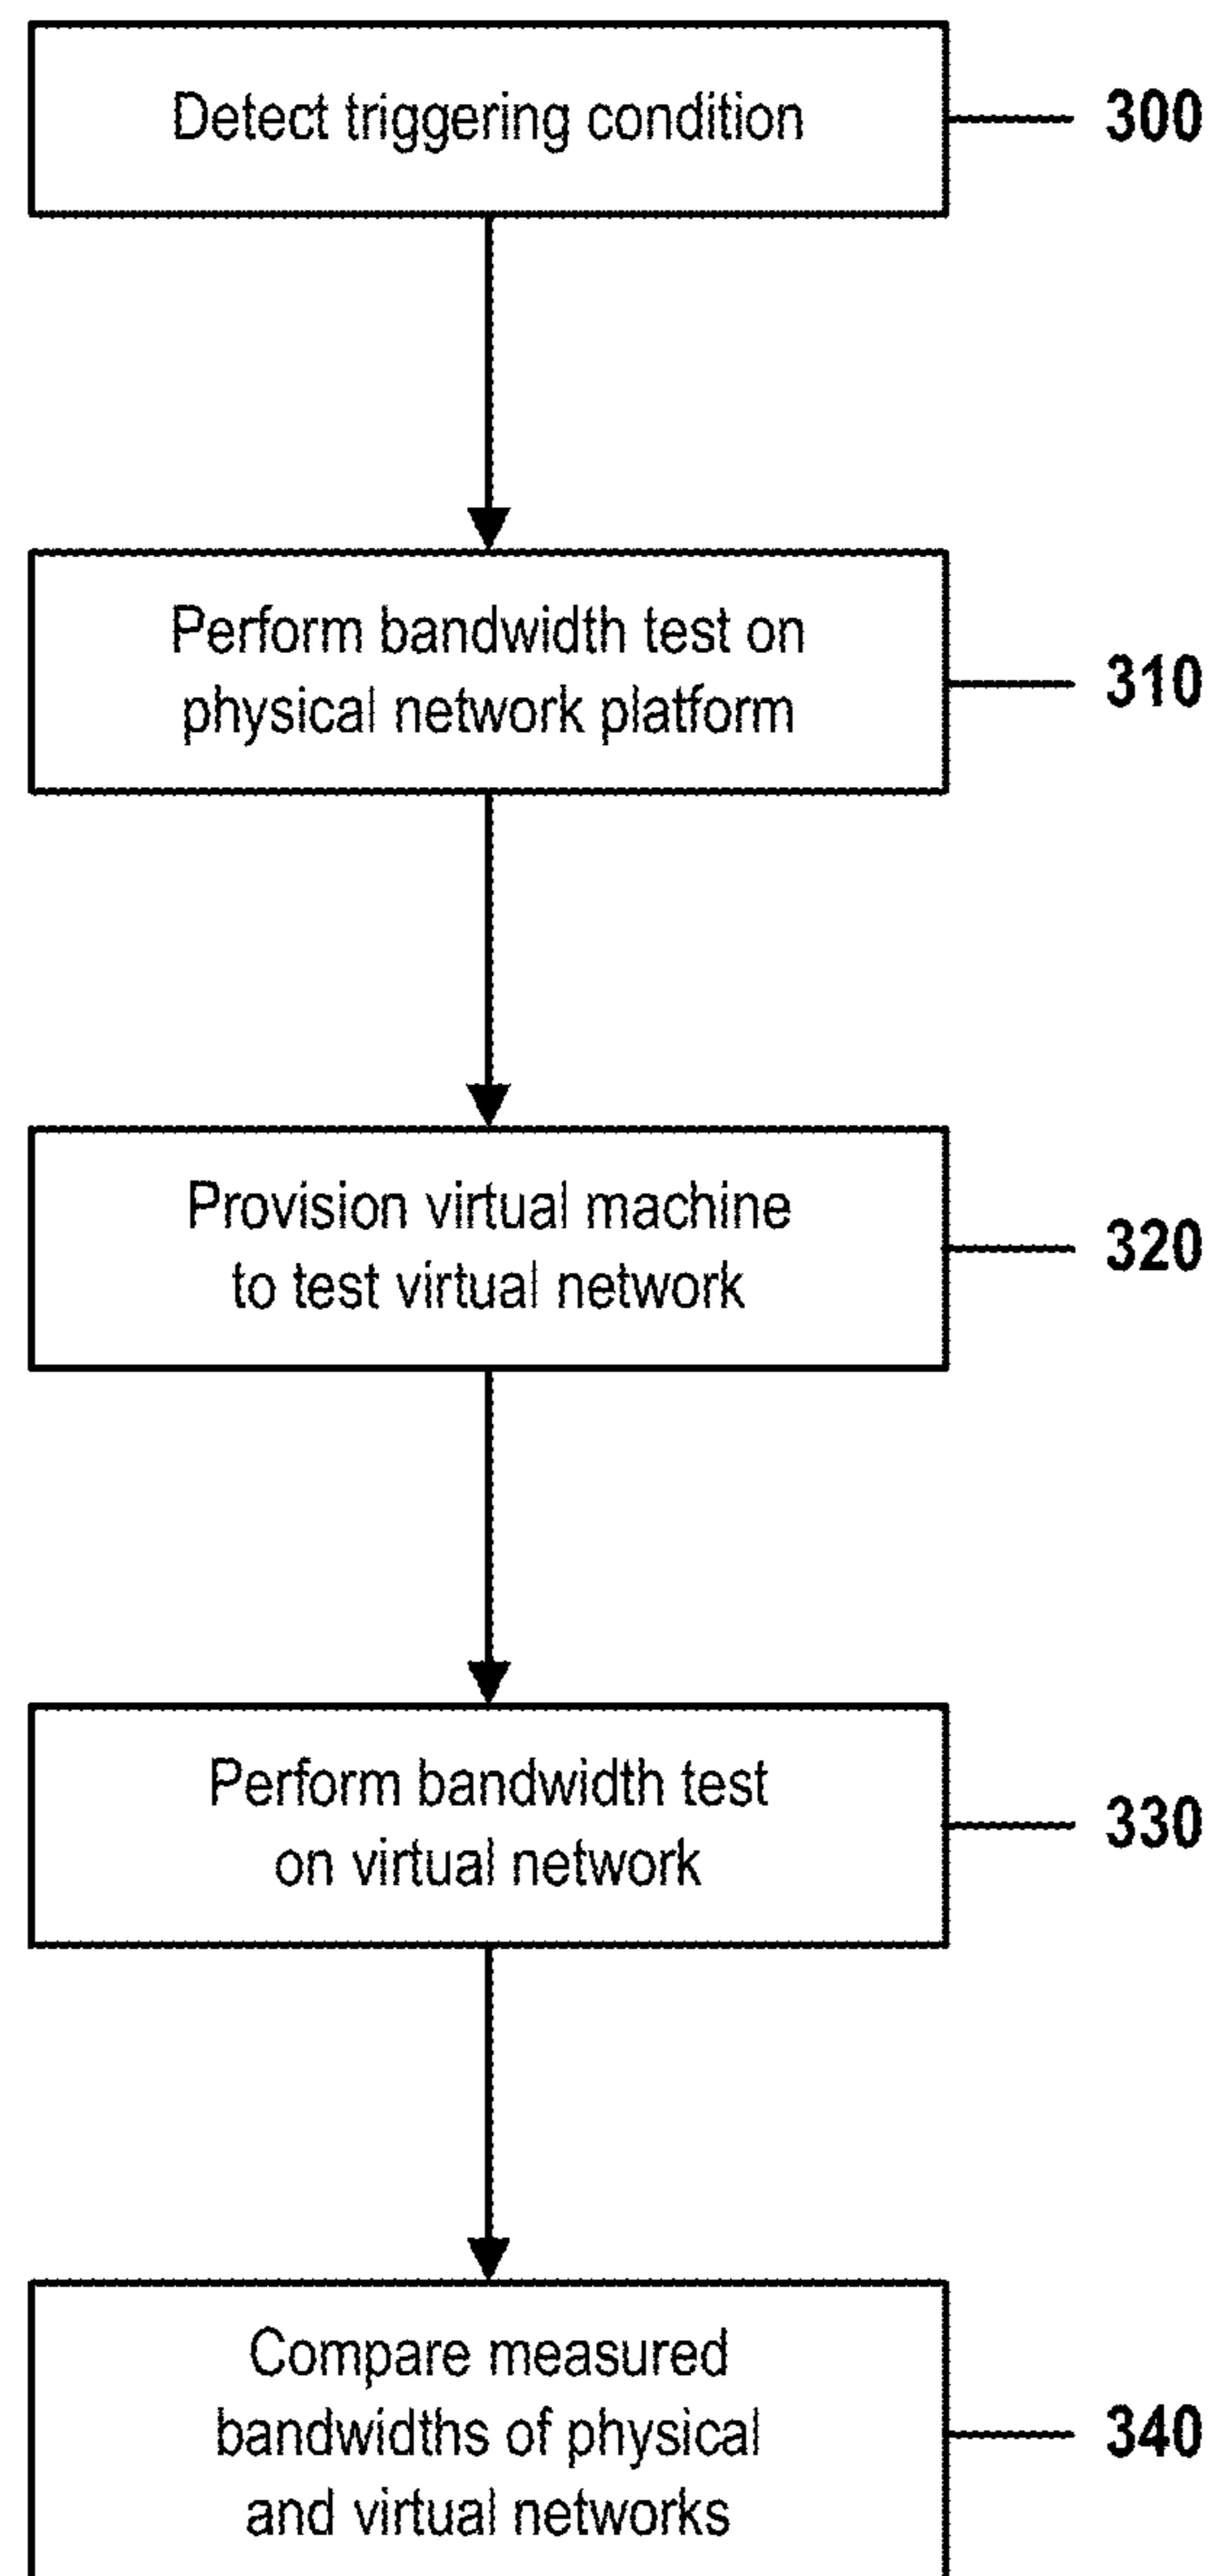 Detect triggering condition
300
Perform bandwidth test on
physical network platform
310
Provision virtual machine
to test virtual network
320
Perform bandwidth test
on virtual network
330
Compare measured
bandwidths of physical
and virtual networks
340